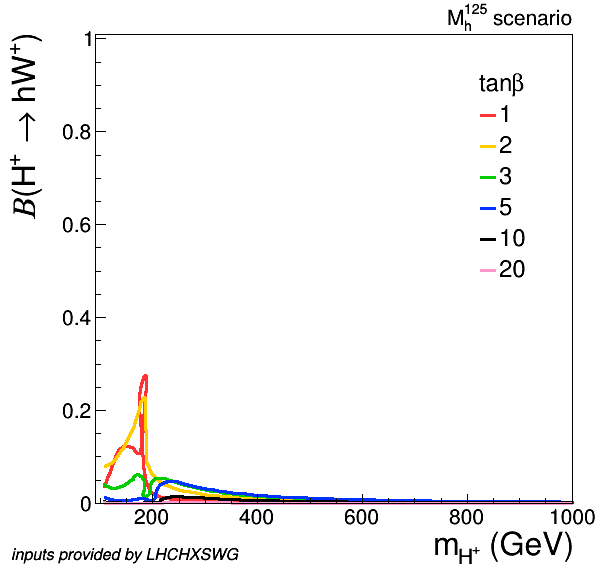 M_h^125 scenario
B(H⁺ → hW⁺)
1
0.8
0.6
0.4
0.2
0
tanβ
1
2
3
5
10
20
200 400 600 800 1000
m_H⁺ (GeV)
inputs provided by LHCHXSWG